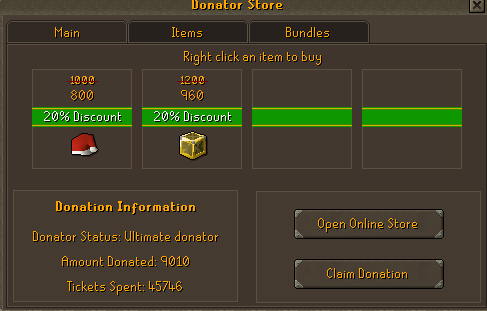 Donator Store
Main Items Bundles
Right click an item to buy
1000 1200
800 960
20% Discount 20% Discount
Donation Information
Donator Status: Ultimate donator
Amount Donated: 9010
Tickets Spent: 45746
Open Online Store
Claim Donation